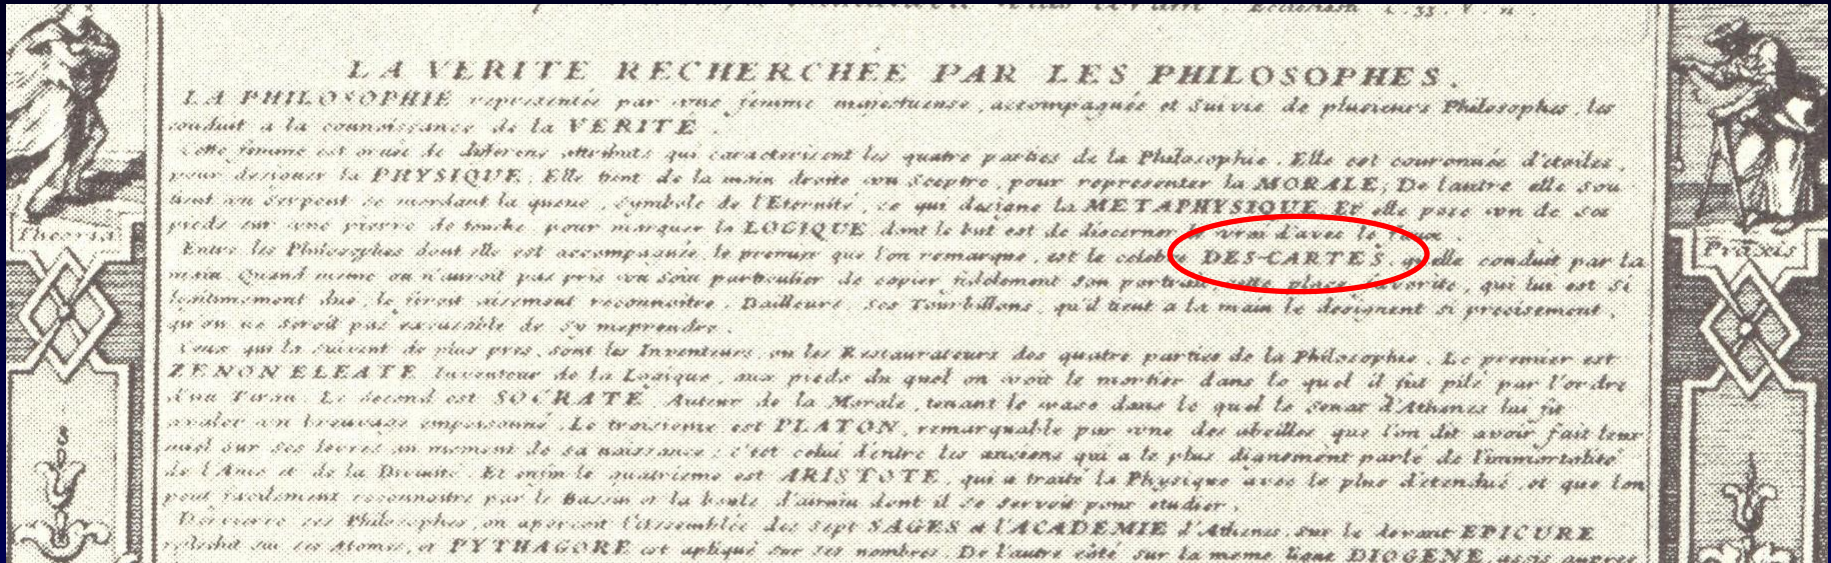 Ecclesiast c. 33. v.
LA VERITE RECHERCHÉE PAR LES PHILOSOPHES.
LA PHILOSOPHIE representée par une femme majestueuse, accompagnée et Suivie de plusieurs Philosophes, les
conduit a la connoissance de la VERITÉ.
Cette femme est ornée de differens attributs qui caracterisent les quatre parties de la Philosophie. Elle est couronnée d'etoiles,
pour designer la PHYSIQUE; Elle tient de la main droite un Sceptre, pour representer la MORALE; De l'autre elle sou
tient un Serpent se mordant la queue, symbole de l'Eternité, ce qui designe la METAPHYSIQUE. Et elle pose un de ses
pieds sur une pierre de touche, pour marquer la LOGIQUE, dont le but est de discerner le vrai d'avec le faux.
Entre les Philosophes dont elle est accompagnée, le premier que l'on remarque, est le celebre DES-CARTES, qu'elle conduit par la
main. Quand meme on n'auroit pas pris un soin particulier de copier fidelement son portrait, cette place favorite, qui lui est si
legitimement due, le feroit aisement reconnoitre. D'ailleurs, ses Tourbillons, qu'il tient a la main le designent si precisement,
qu'on ne seroit pas excusable de s'y meprendre.
Ceux qui la suivent de plus pres, sont les Inventeurs, ou les Restaurateurs des quatre parties de la Philosophie. Le premier est
ZENON ELEATE Inventeur de la Logique, aux pieds du quel on voit le mortier dans le quel il fut pilé par l'ordre
d'un Tiran. Le second est SOCRATE, Auteur de la Morale, tenant le vase dans le quel le Senat d'Athenes lui fit
avaler un breuvage empoisonné. Le troisieme est PLATON, remarquable par une des abeilles que l'on dit avoir fait leur
miel sur ses levres au moment de sa naissance; c'est celui d'entre les anciens qui a le plus dignement parlé de l'immortalité
de l'Ame et de la Divinité. Et enfin le quatrieme est ARISTOTE, qui a traité la Physique avec le plus d'etendue, et que l'on
peut facilement reconnoitre par le Bassin et la boule d'airain dont il se servoit pour etudier.
Derriere ces Philosophes, on aperçoit l'Assemblée des sept SAGES et l'ACADEMIE d'Athenes, sur le devant EPICURE
reflechit sur ses Atomes, et PYTHAGORE est apliqué sur ses nombres. De l'autre côté sur la meme ligne DIOGENE, assis aupres
Theoria
Praxis